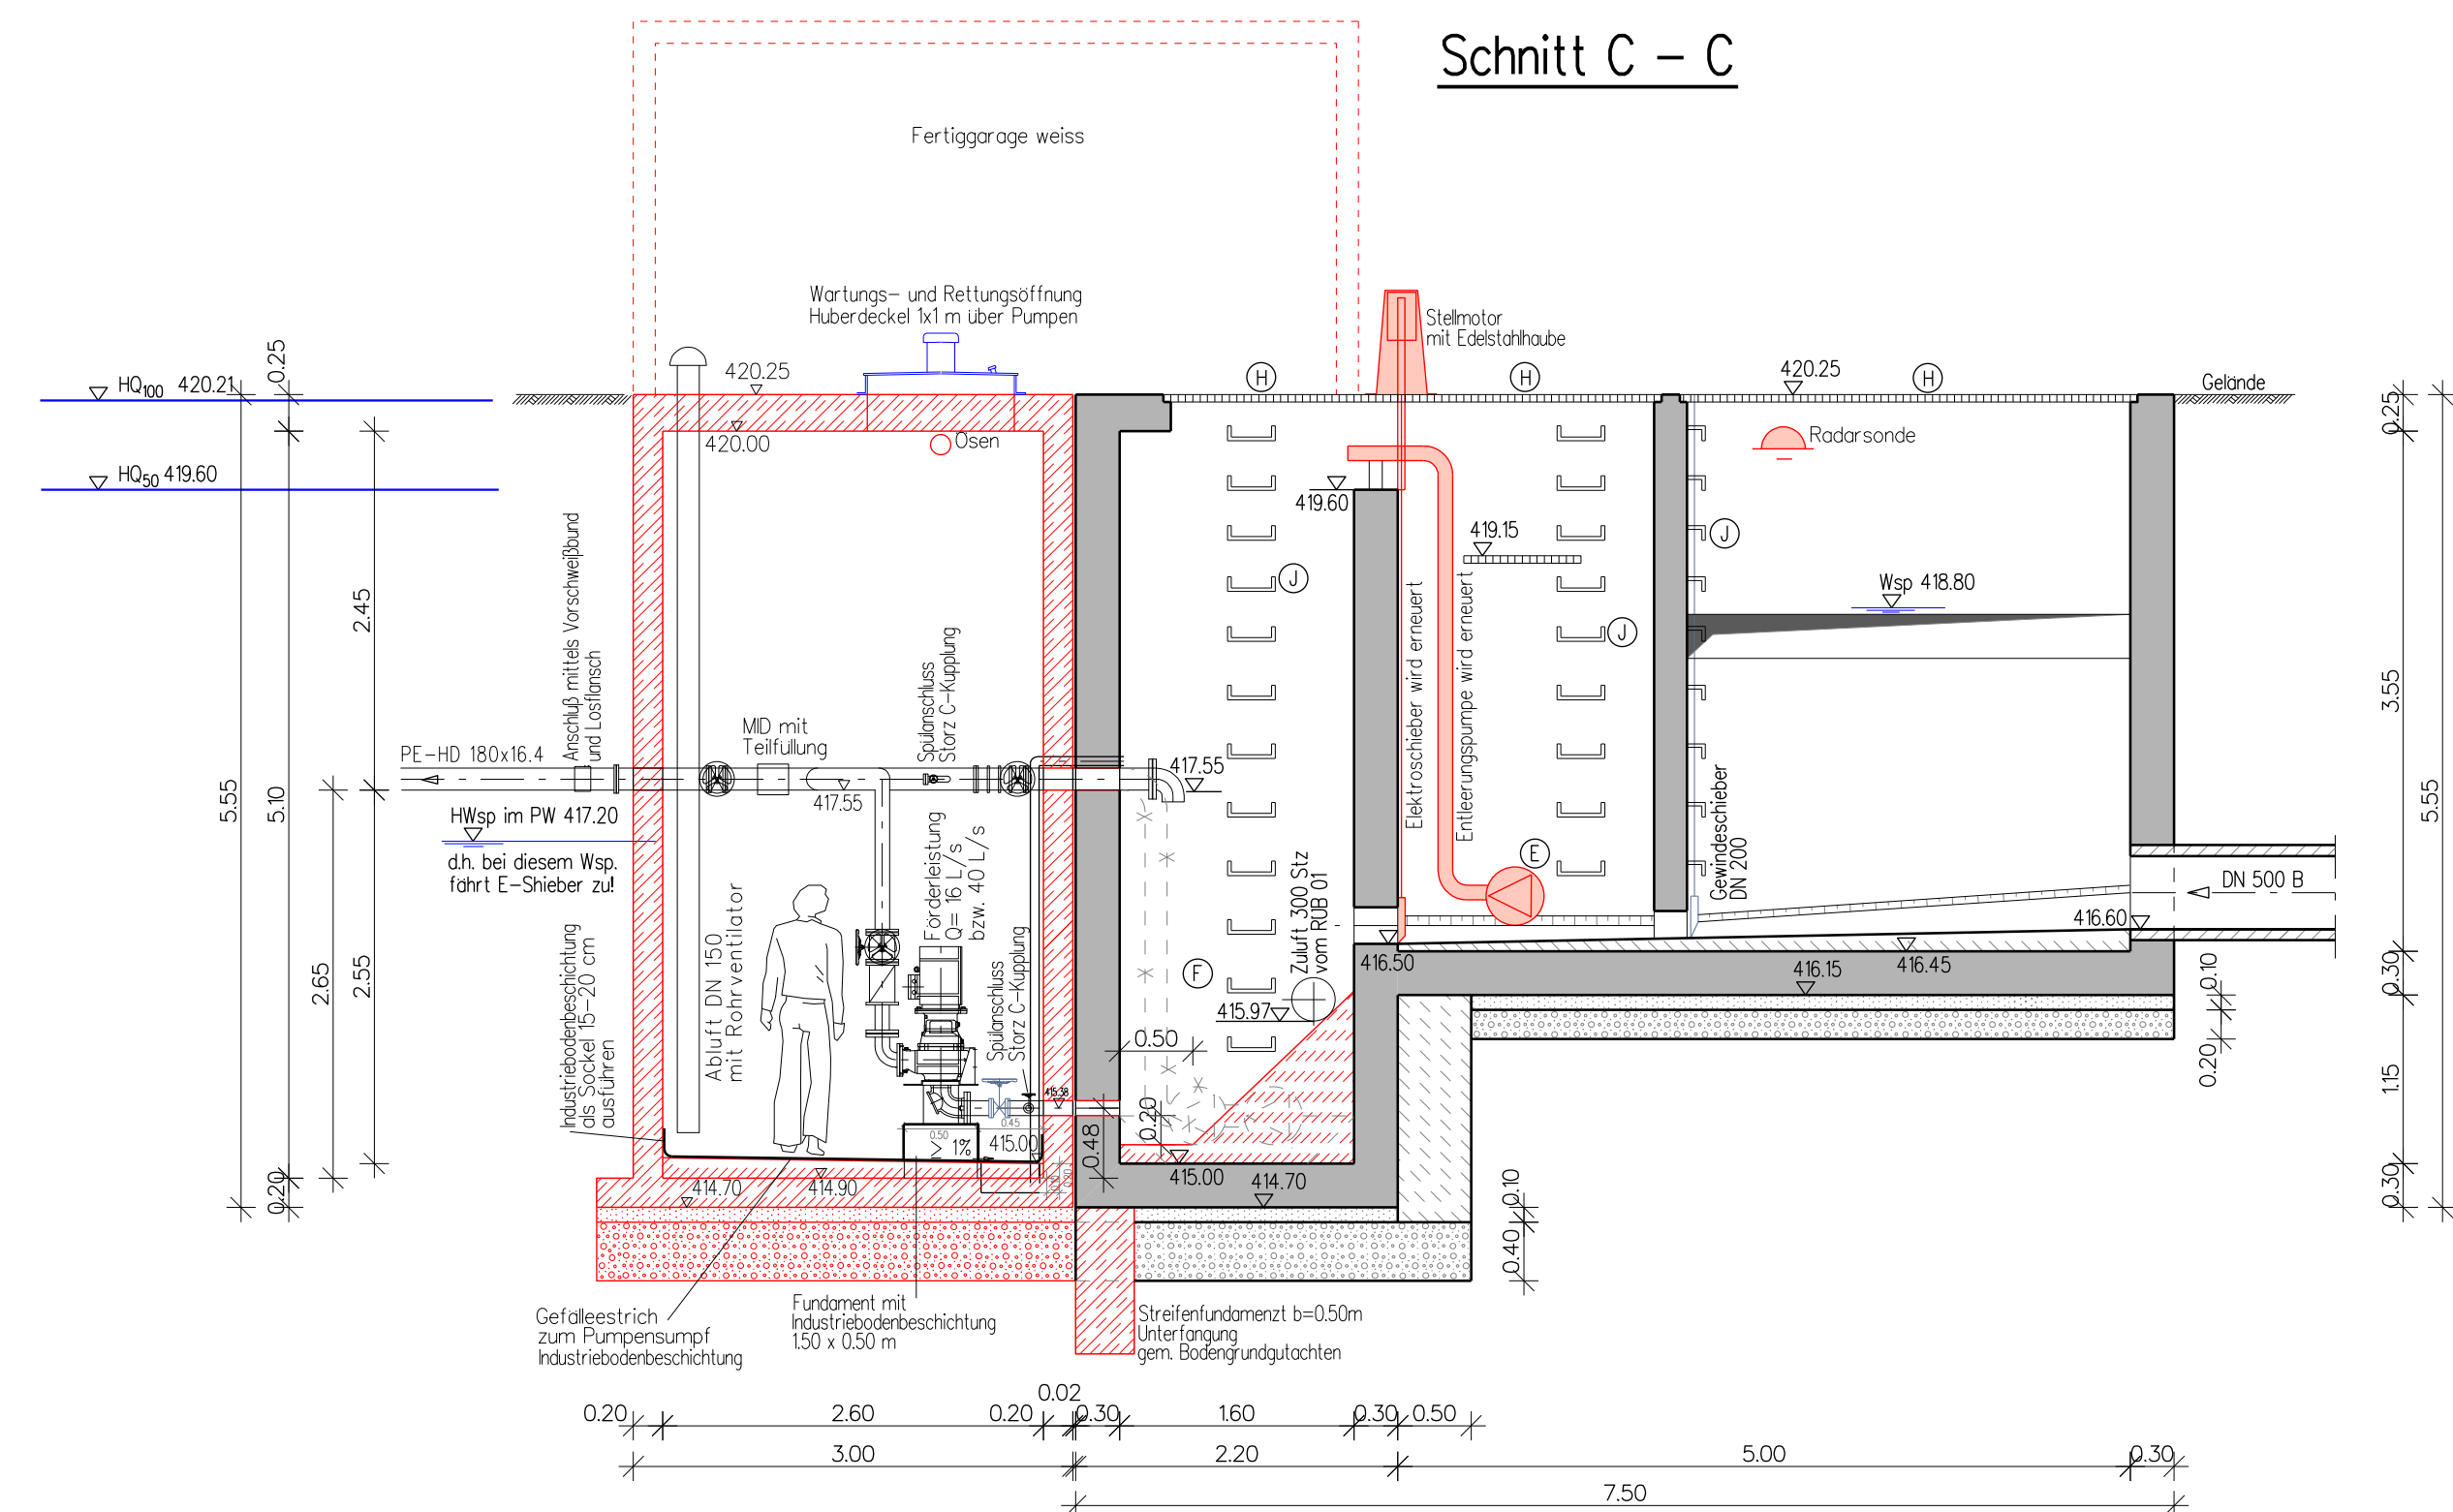 Schnitt C – C
Fertiggarage weiss
Wartungs– und Rettungsöffnung
Huberdeckel 1x1 m über Pumpen
Stellmotor
mit Edelstahlhaube
HQ100 420.21
0.25
420.25
H
H
420.25
H
Gelände
0.25
420.00
Ösen
Radarsonde
HQ50 419.60
419.60
419.15
J
J
J
Wsp 418.80
Anschluß mittels Vorschweißbund
und Losflansch
2.45
Elektroschieber wird erneuert
Entleerungspumpe wird erneuert
3.55
MID mit
Teilfüllung
Spülanschluss
Storz C–Kupplung
PE–HD 180x16.4
417.55
417.55
5.55
5.10
5.55
HWsp im PW 417.20
d.h. bei diesem Wsp.
fährt E–Shieber zu!
Förderleistung
Q= 16 L/s
bzw. 40 L/s
E
Gewindeschieber
DN 200
DN 500 B
416.60
Industriebodenbeschichtung
als Sockel 15–20 cm
ausführen
Abluft DN 150
mit Rohrventilator
Spülanschluss
Storz C–Kupplung
Zuluft 300 Stz
vom RÜB 01
F
2.65
2.55
416.50
416.15
416.45
0.10
0.30
415.97
0.50
0.20
1.15
415.38
0.20
0.48
0.50
0.45
1%
415.00
0.20
414.70
414.90
415.00
414.70
0.10
0.30
0.40
Gefälleestrich
zum Pumpensumpf
Industriebodenbeschichtung
Fundament mit
Industriebodenbeschichtung
1.50 x 0.50 m
Streifenfundamenzt b=0.50m
Unterfangung
gem. Bodengrundgutachten
0.02
0.20
2.60
0.20
0.30
1.60
0.30
0.50
3.00
2.20
5.00
0.30
7.50